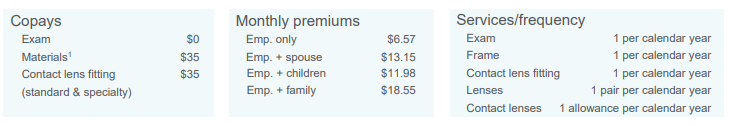 Copays
Exam $0
Materials¹ $35
Contact lens fitting $35
(standard & specialty)
Monthly premiums
Emp. only $6.57
Emp. + spouse $13.15
Emp. + children $11.98
Emp. + family $18.55
Services/frequency
Exam 1 per calendar year
Frame 1 per calendar year
Contact lens fitting 1 per calendar year
Lenses 1 pair per calendar year
Contact lenses 1 allowance per calendar year